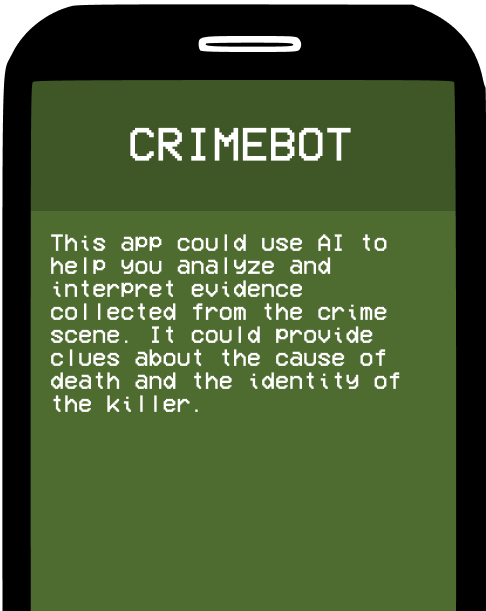 CRIMEBOT
This app could use AI to
help you analyze and
interpret evidence
collected from the crime
scene. It could provide
clues about the cause of
death and the identity of
the killer.